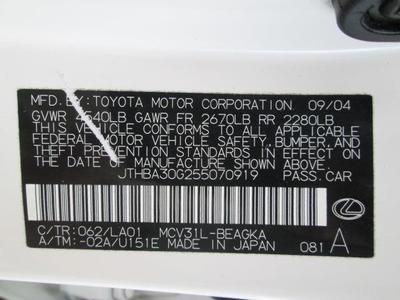 MFD. BY: TOYOTA MOTOR CORPORATION 09/04
GVWR 4540LB GAWR FR 2670LB RR 2280LB
THIS VEHICLE CONFORMS TO ALL APPLICABLE
FEDERAL MOTOR VEHICLE SAFETY, BUMPER, AND
THEFT PREVENTION STANDARDS IN EFFECT ON
THE DATE OF MANUFACTURE SHOWN ABOVE.
JTHBA30G255070919 PASS.CAR
C/TR: 062/LA01 MCV31L-BEAGKA
A/TM: -02A/U151E MADE IN JAPAN 081 A